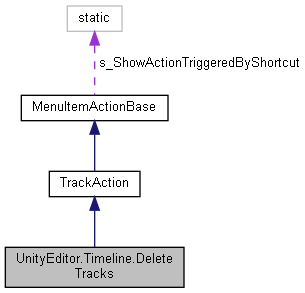 static
s_ShowActionTriggeredByShortcut
MenuItemActionBase
TrackAction
UnityEditor.Timeline.Delete
Tracks